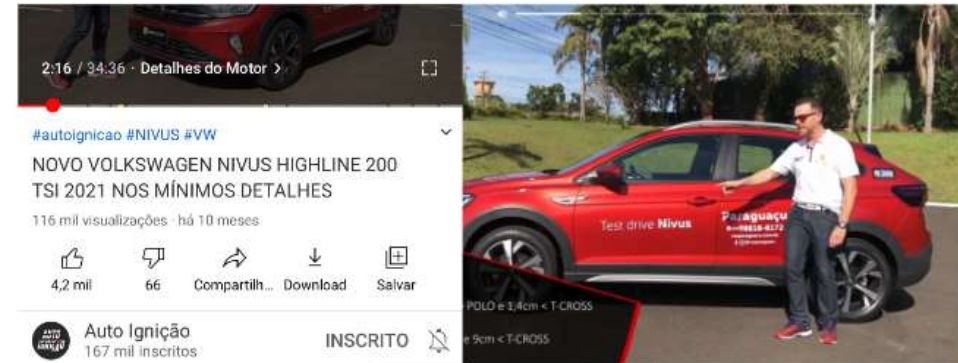 2:16 / 34:36 · Detalhes do Motor >
#autoignicao #NIVUS #VW
NOVO VOLKSWAGEN NIVUS HIGHLINE 200
TSI 2021 NOS MÍNIMOS DETALHES
116 mil visualizações · há 10 meses
4,2 mil
66
Compartilh...
Download
Salvar
AUTO
IGNIÇÃO
Auto Ignição
167 mil inscritos
INSCRITO
Test drive Nivus
Paraguaçu
POLO e 1,4cm < T-CROSS
e 9cm < T-CROSS